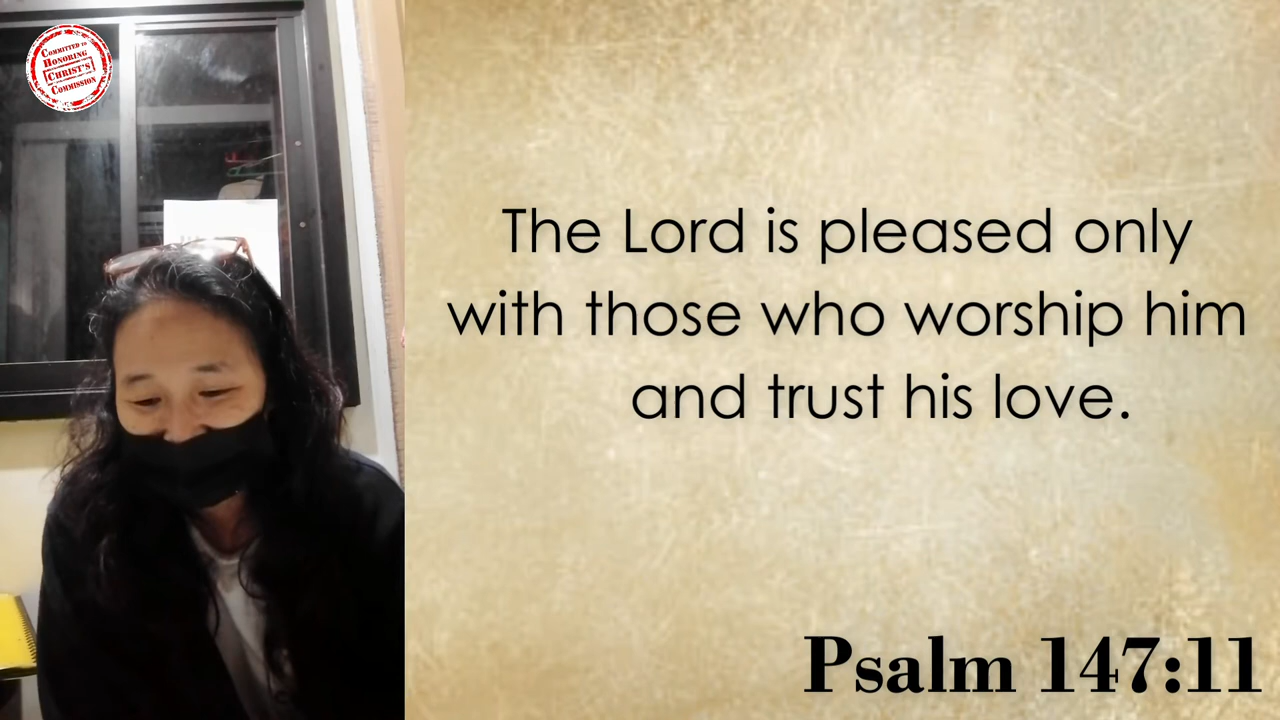 COMMITTED TO
HONORING
CHRIST'S
COMMISSION
The Lord is pleased only
with those who worship him
and trust his love.
Psalm 147:11